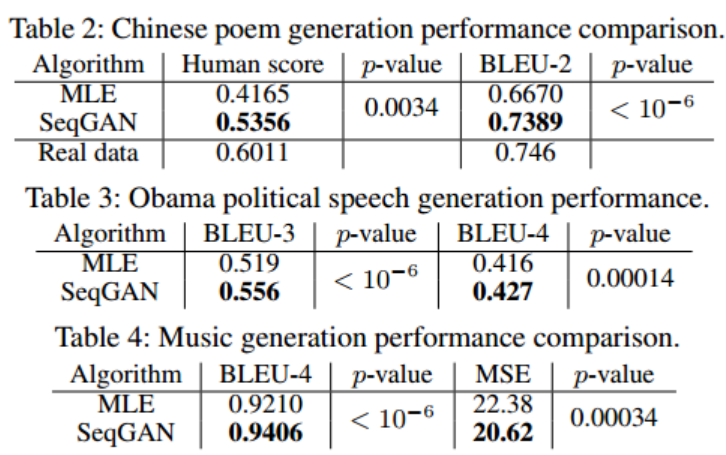 Table 2: Chinese poem generation performance comparison.
Algorithm Human score p-value BLEU-2 p-value
MLE 0.4165 0.0034 0.6670 < 10⁻⁶
SeqGAN 0.5356 0.7389
Real data 0.6011 0.746
Table 3: Obama political speech generation performance.
Algorithm BLEU-3 p-value BLEU-4 p-value
MLE 0.519 < 10⁻⁶ 0.416 0.00014
SeqGAN 0.556 0.427
Table 4: Music generation performance comparison.
Algorithm BLEU-4 p-value MSE p-value
MLE 0.9210 < 10⁻⁶ 22.38 0.00034
SeqGAN 0.9406 20.62